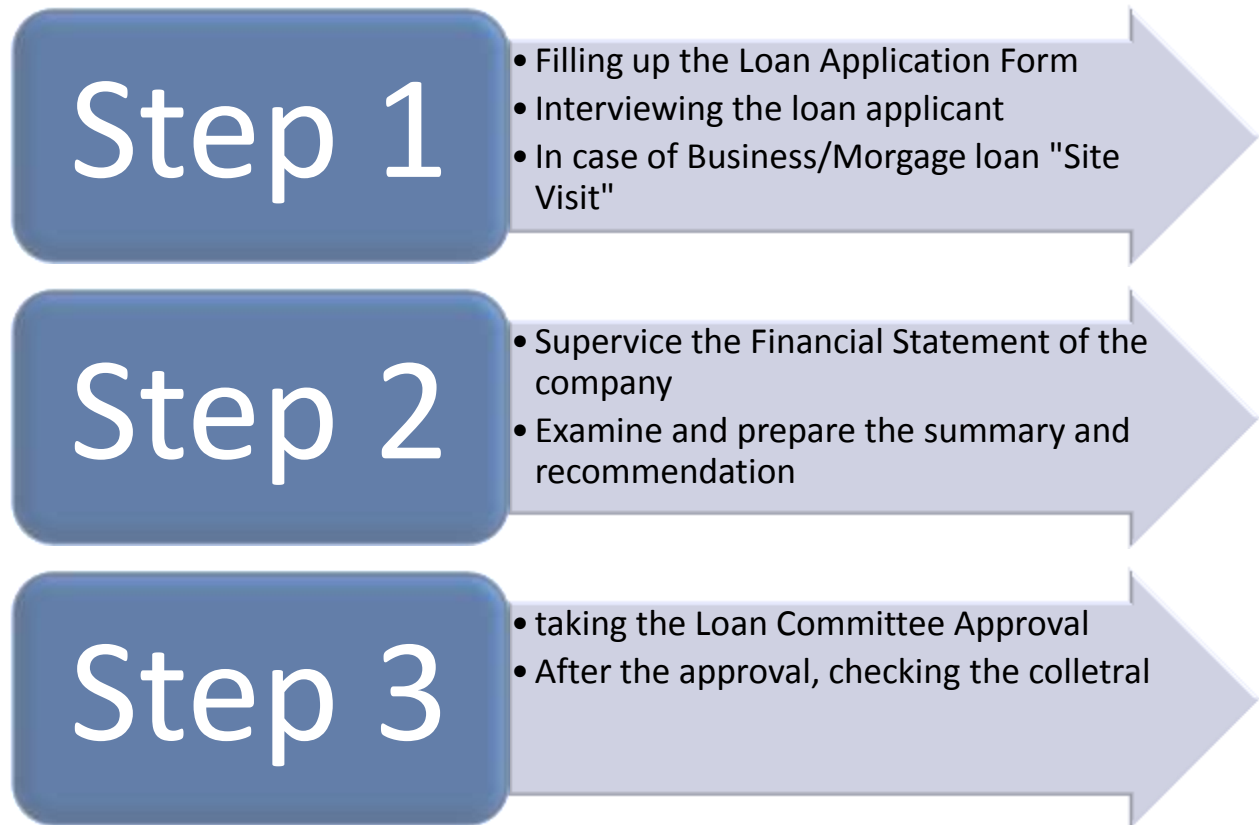 Step 1
• Filling up the Loan Application Form
• Interviewing the loan applicant
• In case of Business/Morgage loan "Site
Visit"
Step 2
• Supervice the Financial Statement of the
company
• Examine and prepare the summary and
recommendation
Step 3
• taking the Loan Committee Approval
• After the approval, checking the colletral